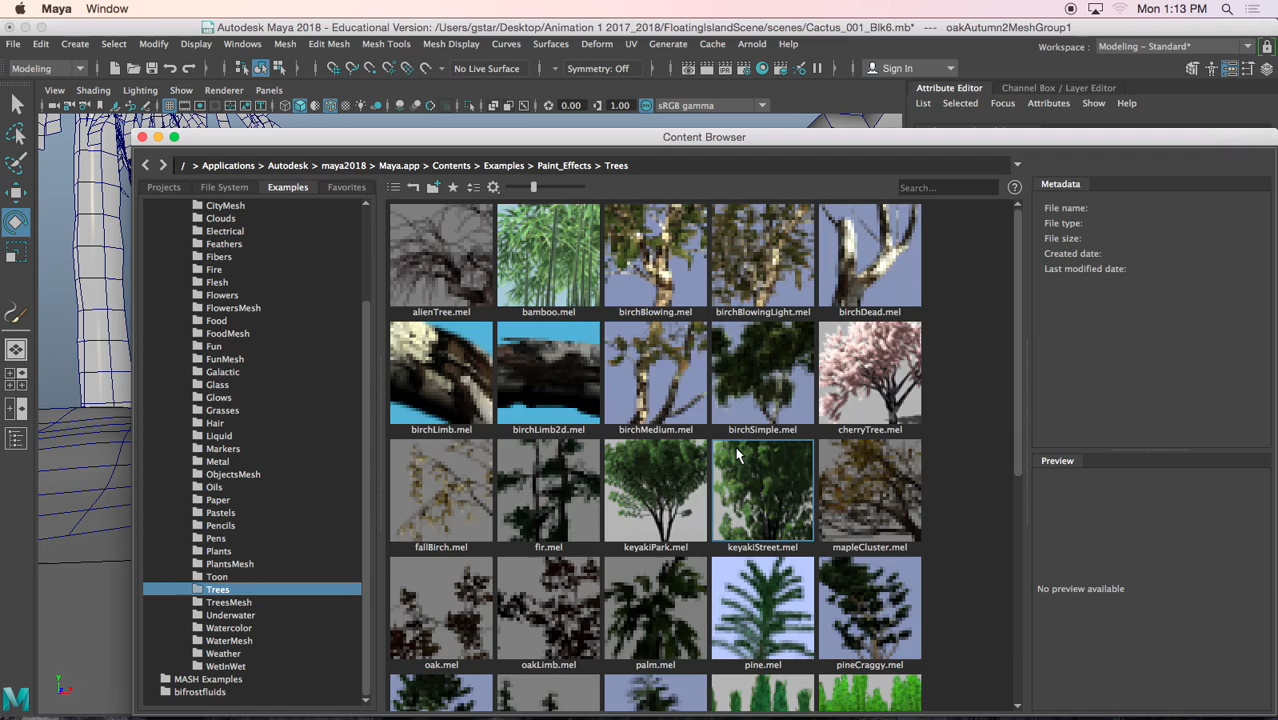 Maya Window Mon 1:13 PM
Autodesk Maya 2018 - Educational Version: /Users/gstar/Desktop/Animation 1 2017_2018/FloatingIslandScene/scenes/Cactus_001_Blk6.mb* --- oakAutumn2MeshGroup1
File Edit Create Select Modify Display Windows Mesh Edit Mesh Mesh Tools Mesh Display Curves Surfaces Deform UV Generate Cache Arnold Help Workspace : Modeling - Standard*
Modeling No Live Surface Symmetry: Off Sign In
View Shading Lighting Show Renderer Panels Attribute Editor Channel Box / Layer Editor
0.00 1.00 sRGB gamma List Selected Focus Attributes Show Help
Content Browser
/ > Applications > Autodesk > maya2018 > Maya.app > Contents > Examples > Paint_Effects > Trees
Projects File System Examples Favorites Search... ?
CityMesh
Clouds
Electrical
Feathers
Fibers
Fire
Flesh
Flowers
FlowersMesh
Food
FoodMesh
Fun
FunMesh
Galactic
Glass
Glows
Grasses
Hair
Liquid
Markers
Metal
ObjectsMesh
Oils
Paper
Pastels
Pencils
Pens
Plants
PlantsMesh
Toon
Trees
TreesMesh
Underwater
Watercolor
WaterMesh
Weather
WetInWet
MASH Examples
bifrostfluids
alienTree.mel bamboo.mel birchBlowing.mel birchBlowingLight.mel birchDead.mel
birchLimb.mel birchLimb2d.mel birchMedium.mel birchSimple.mel cherryTree.mel
fallBirch.mel fir.mel keyakiPark.mel keyakiStreet.mel mapleCluster.mel
oak.mel oakLimb.mel palm.mel pine.mel pineCraggy.mel
Metadata
File name:
File type:
File size:
Created date:
Last modified date:
Preview
No preview available